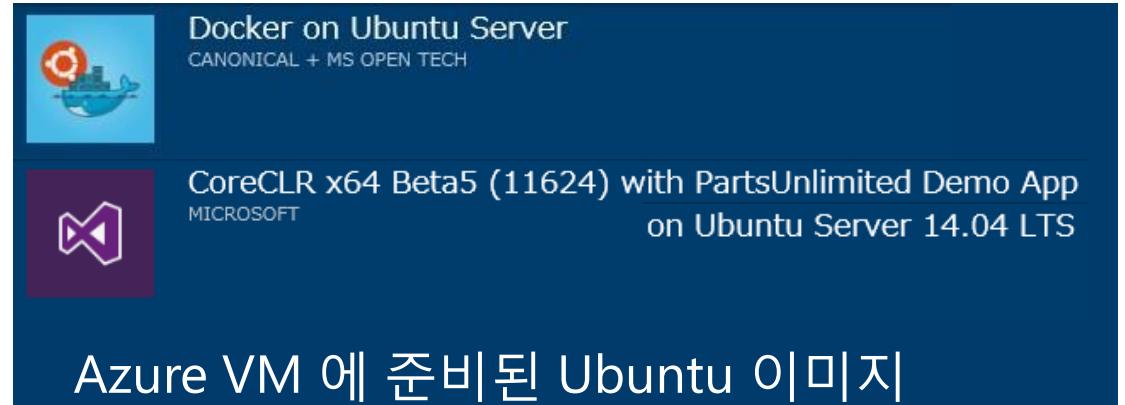 Docker on Ubuntu Server
CANONICAL + MS OPEN TECH
CoreCLR x64 Beta5 (11624) with PartsUnlimited Demo App
MICROSOFT
on Ubuntu Server 14.04 LTS
Azure VM 에 준비된 Ubuntu 이미지